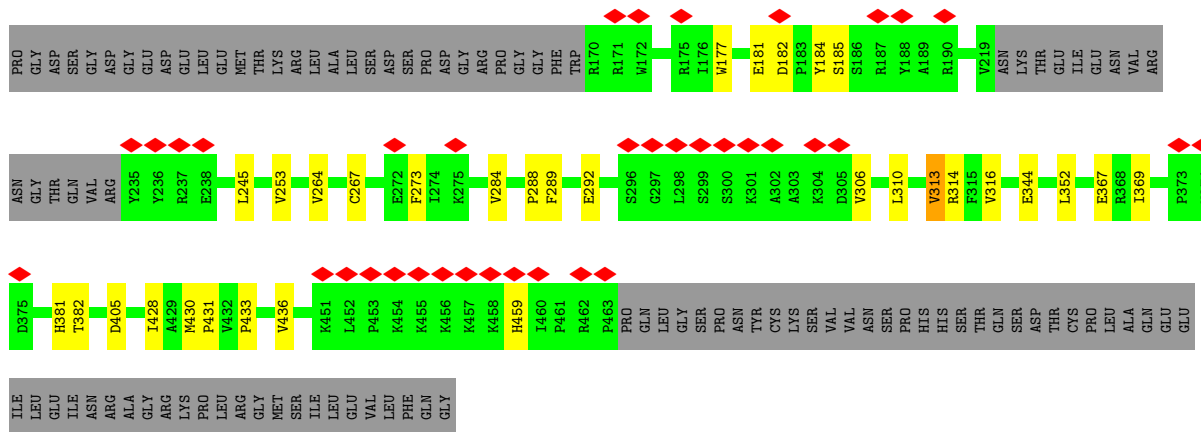 PRO GLY ASP SER GLY ASP GLY GLU ASP GLU LEU GLU MET THR LYS ARG LEU ALA LEU SER ASP SER PRO ASP GLY ARG PRO GLY GLY PHE TRP R170 R171 W172 R175 I176 W177 E181 D182 P183 Y184 S185 S186 R187 Y188 A189 R190 V219 ASN LYS THR GLU ILE GLU ASN VAL ARG
ASN GLY THR GLN VAL ARG Y235 Y236 R237 E238 L245 V253 V264 C267 E272 F273 I274 K275 V284 P288 F289 E292 S296 G297 L298 S299 S300 K301 A302 A303 K304 D305 V306 L310 V313 R314 F315 V316 E344 L352 E367 R368 I369 P373
D375 H381 T382 D405 I428 A429 M430 P431 V432 P433 V436 K451 L452 P453 K454 K455 K456 K457 K458 H459 I460 P461 R462 P463 PRO GLN LEU GLY SER PRO ASN TYR CYS LYS SER VAL VAL ASN SER PRO HIS HIS SER THR GLN SER ASP THR CYS PRO LEU ALA GLN GLU GLU
ILE LEU GLU ILE ASN ARG ALA GLY ARG LYS PRO LEU ARG GLY MET SER ILE LEU GLU VAL LEU PHE GLN GLY